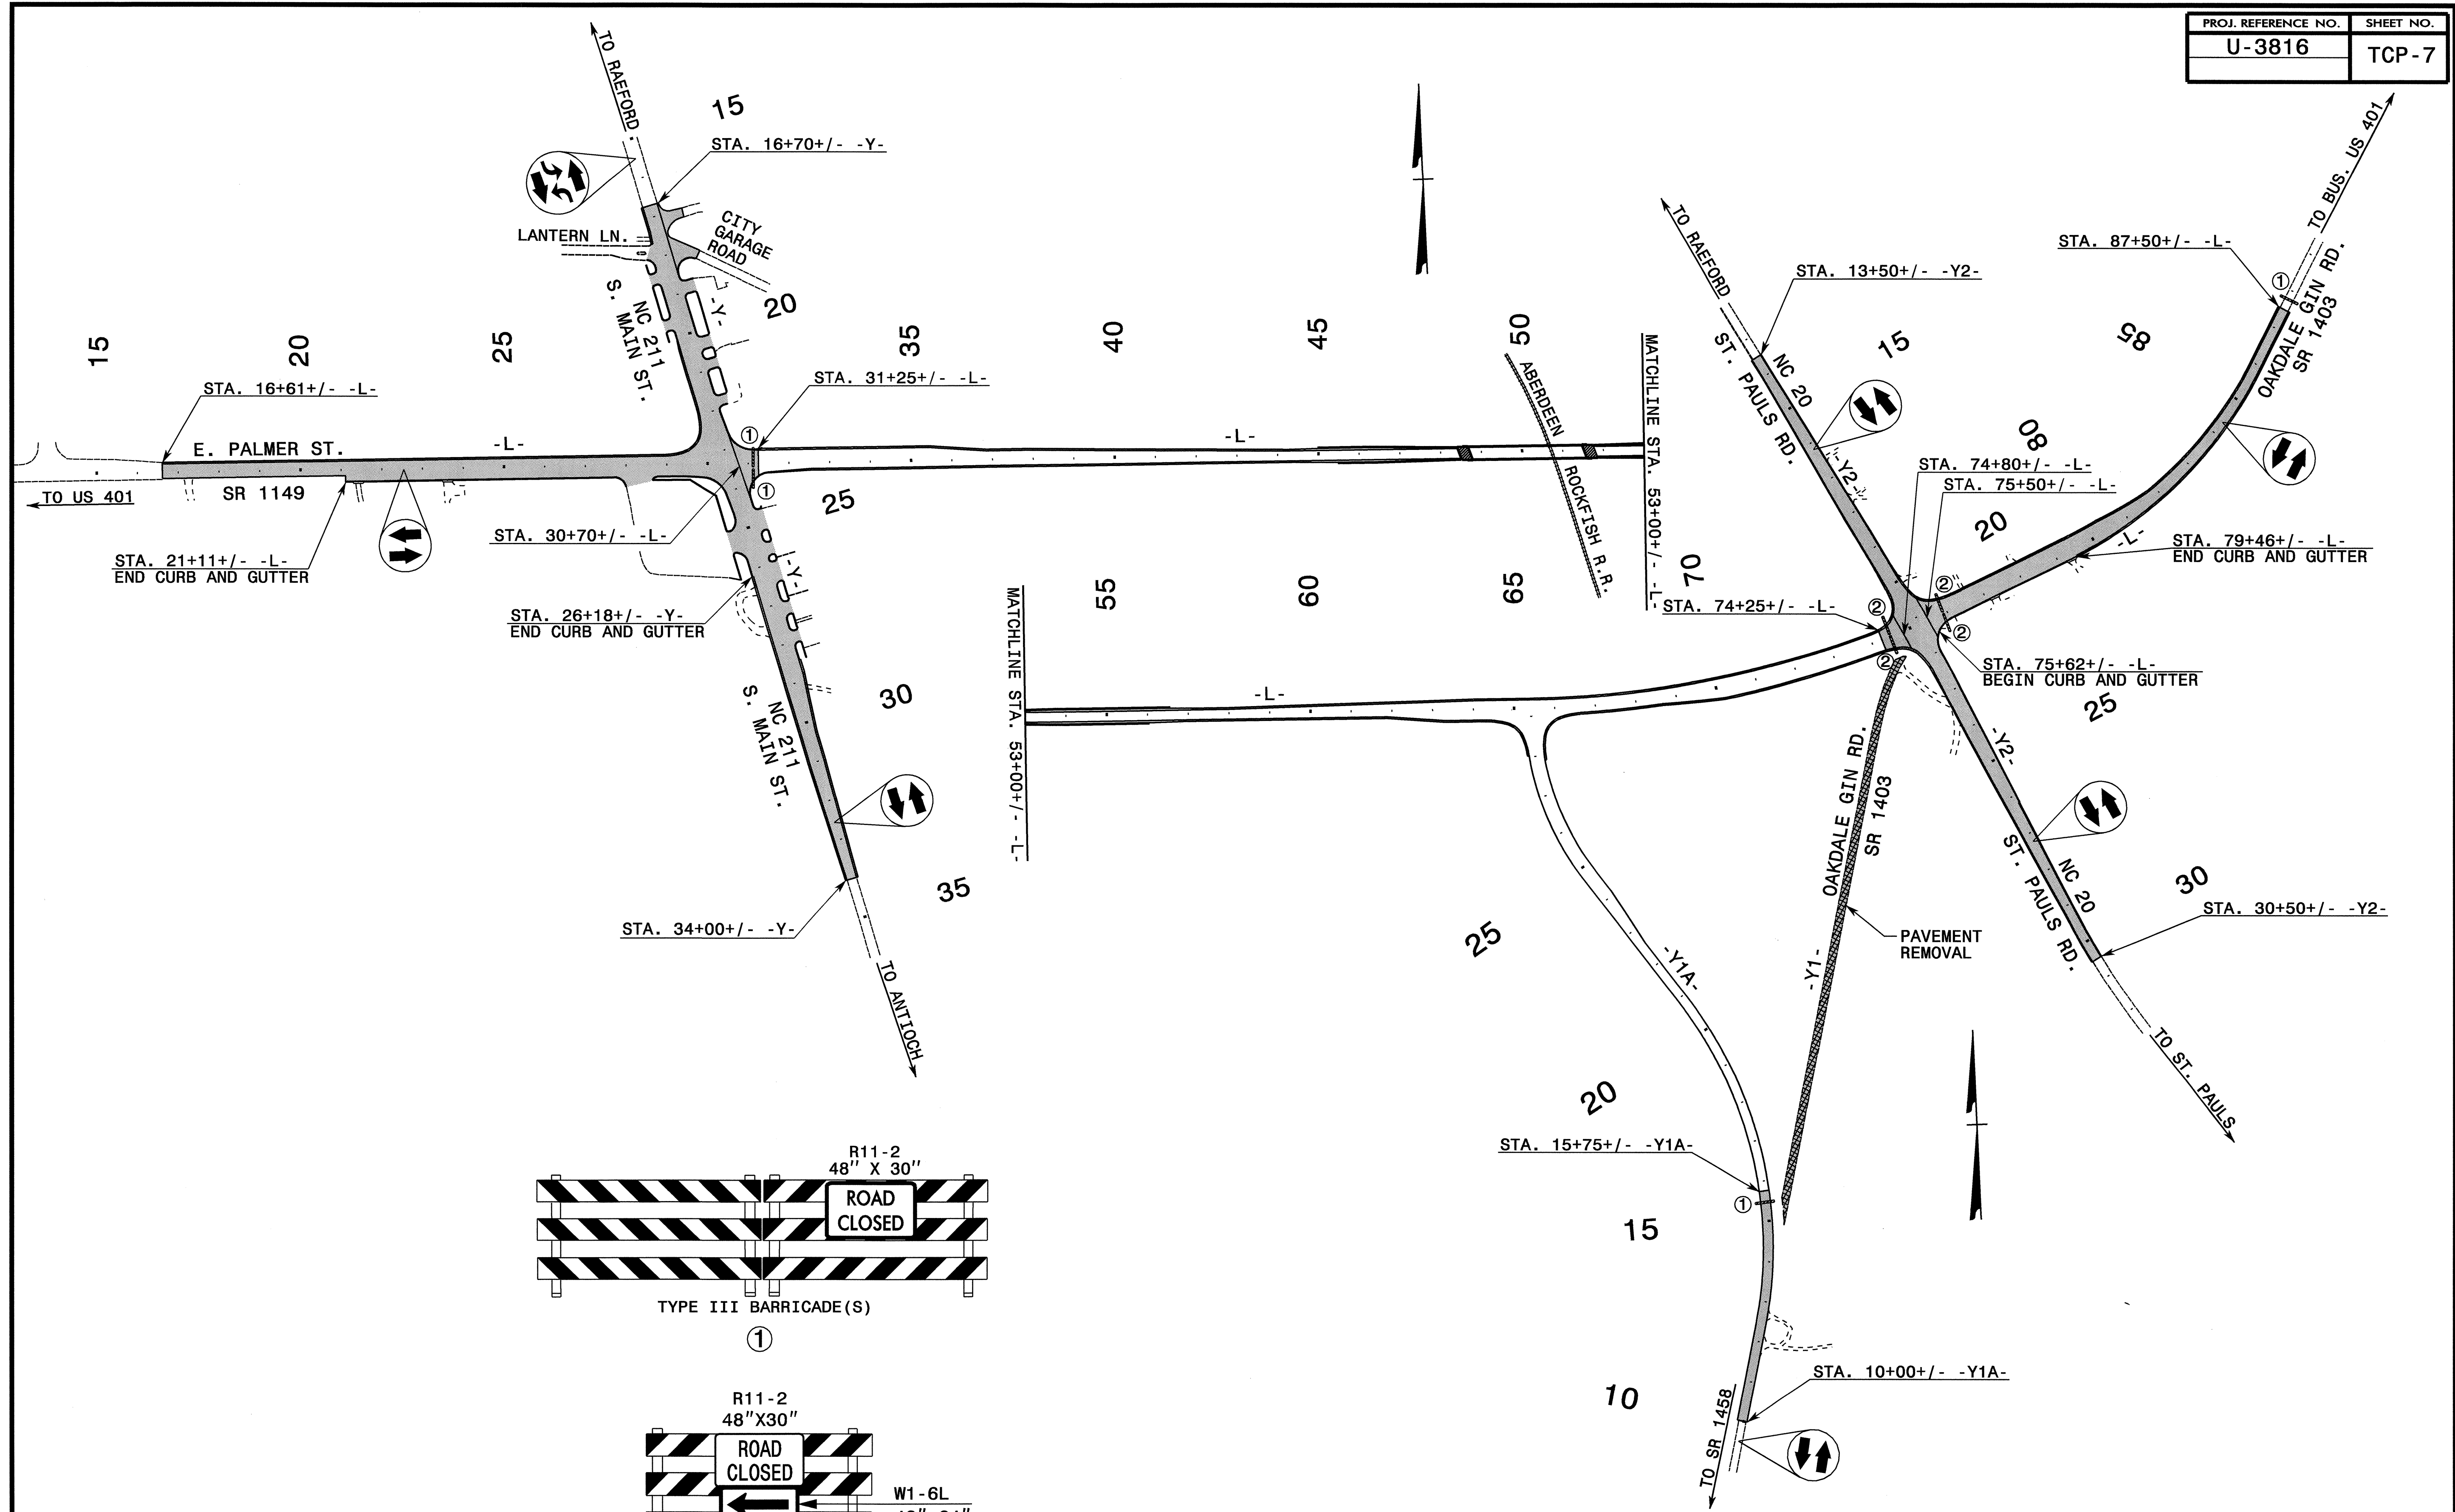 PROJ. REFERENCE NO.
SHEET NO.
U-3816
TCP-7
TO RAEFORD
15
STA. 16+70+/- -Y-
LANTERN LN.
CITY
GARAGE
ROAD
NC 211
S. MAIN ST.
-Y-
20
15
20
25
35
40
45
50
STA. 16+61+/- -L-
STA. 31+25+/- -L-
E. PALMER ST.
-L-
1
-L-
ABERDEEN
ROCKFISH R.R.
MATCHLINE STA. 53+00+/- -L-
TO US 401
SR 1149
1
25
STA. 30+70+/- -L-
STA. 21+11+/- -L-
END CURB AND GUTTER
-Y-
STA. 26+18+/- -Y-
END CURB AND GUTTER
30
NC 211
S. MAIN ST.
35
STA. 34+00+/- -Y-
TO ANTIOCH
MATCHLINE STA. 53+00+/- -L-
55
60
65
70
-L-
TO RAEFORD
STA. 13+50+/- -Y2-
NC 20
ST. PAULS RD.
15
-Y2-
STA. 87+50+/- -L-
TO BUS. US 401
1
OAKDALE GIN RD.
SR 1403
85
80
STA. 74+80+/- -L-
STA. 75+50+/- -L-
20
-L-
STA. 79+46+/- -L-
END CURB AND GUTTER
STA. 74+25+/- -L-
2
2
2
2
STA. 75+62+/- -L-
BEGIN CURB AND GUTTER
25
-Y2-
OAKDALE GIN RD.
SR 1403
NC 20
ST. PAULS RD.
30
STA. 30+50+/- -Y2-
PAVEMENT
REMOVAL
-Y1-
TO ST. PAULS
25
-Y1A-
20
STA. 15+75+/- -Y1A-
1
15
10
STA. 10+00+/- -Y1A-
TO SR 1458
R11-2
48" X 30"
ROAD
CLOSED
TYPE III BARRICADE(S)
1
R11-2
48"X30"
ROAD
CLOSED
W1-6L